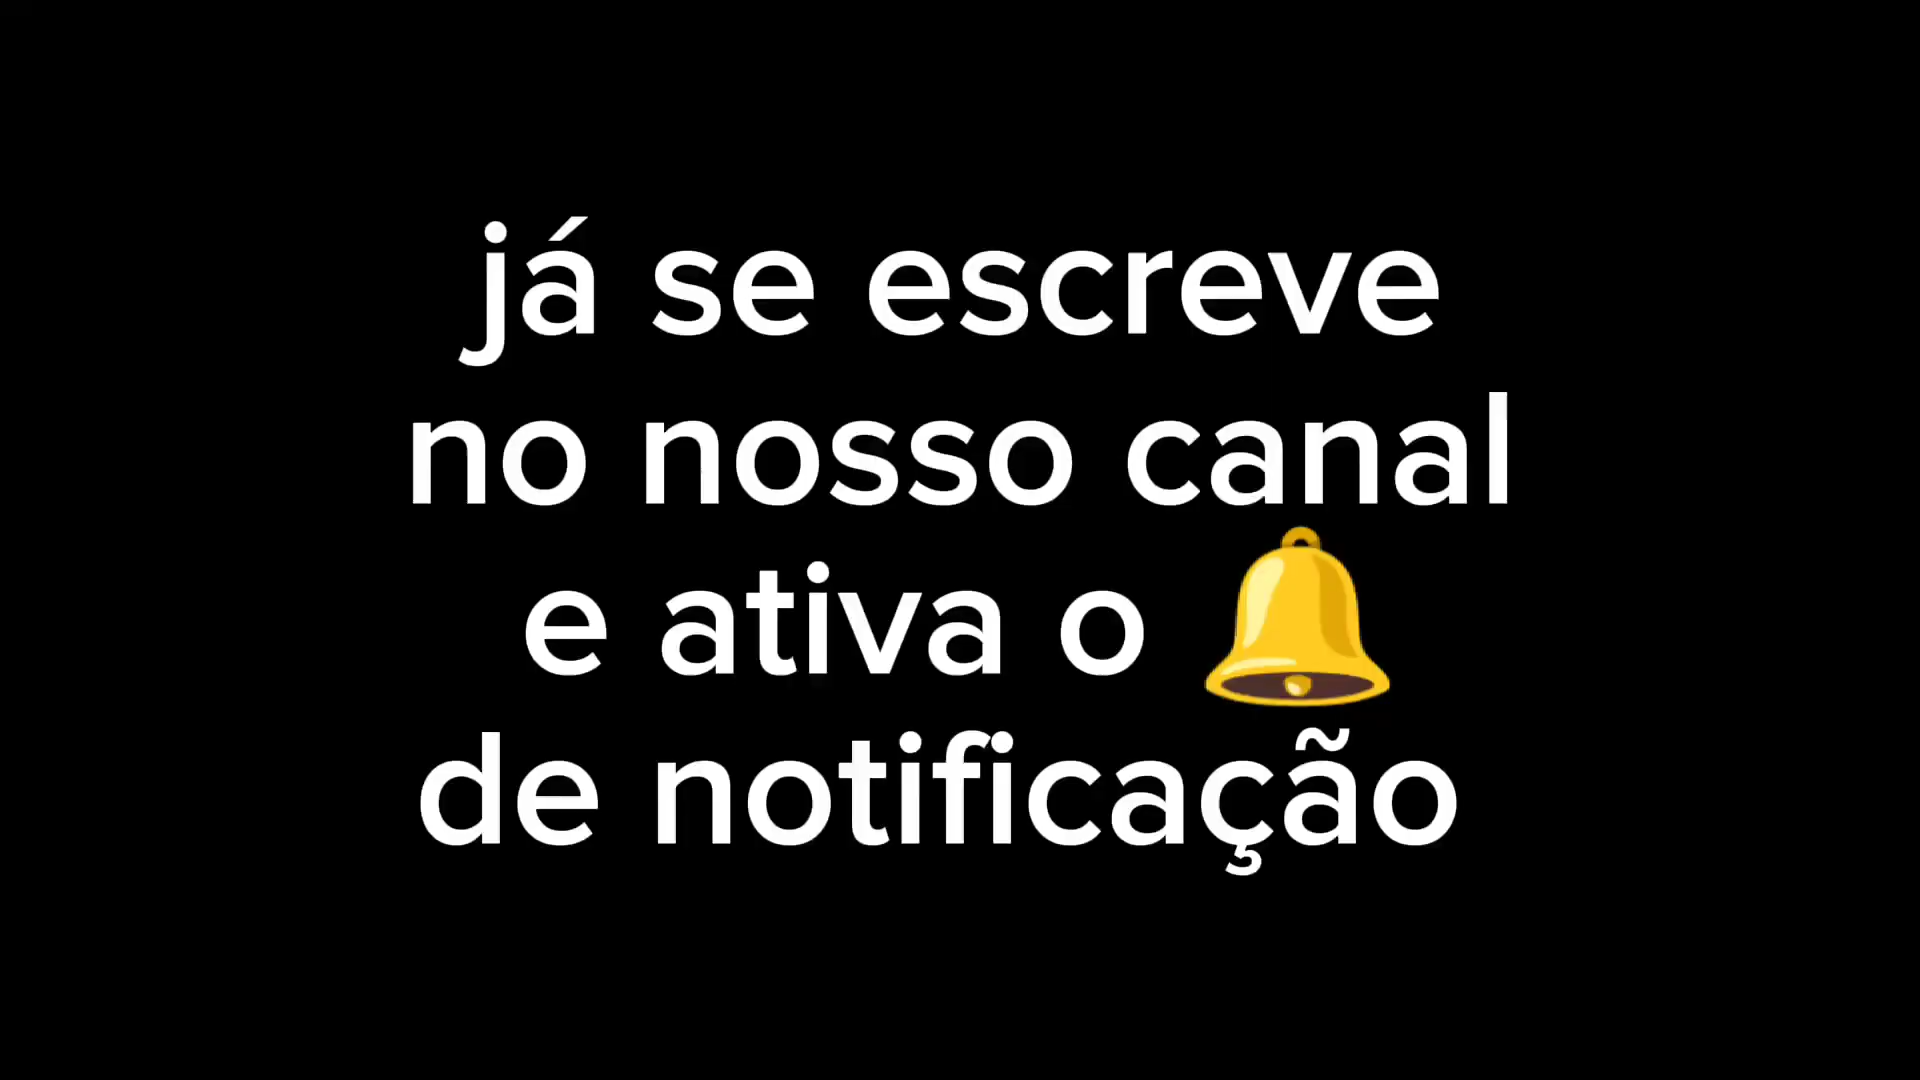 já se escreve
no nosso canal
e ativa o 🔔
de notificação